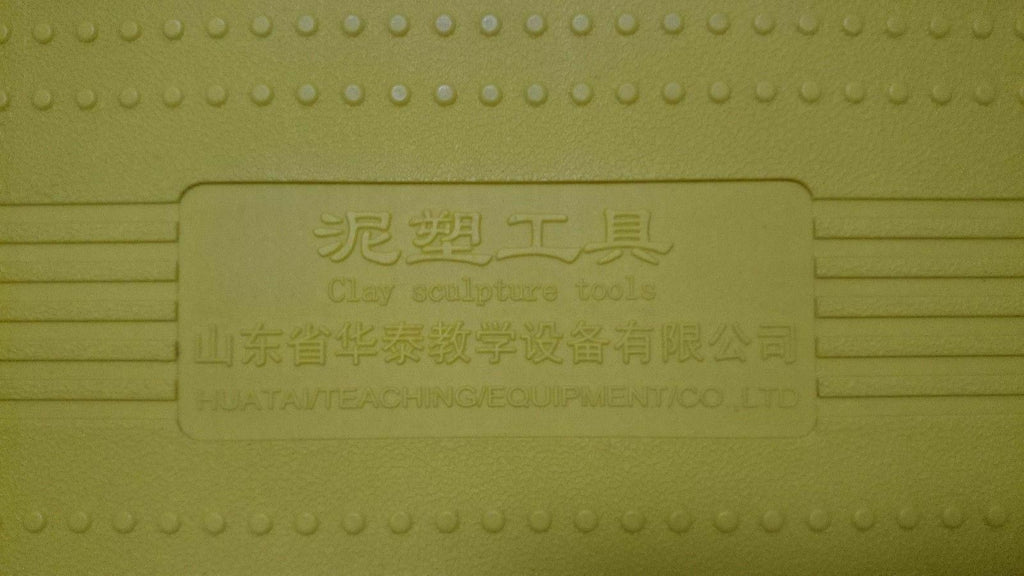 泥塑工具
Clay sculpture tools
山东省华泰教学设备有限公司
HUATAI/TEACHING/EQUIPMENT/CO.,LTD